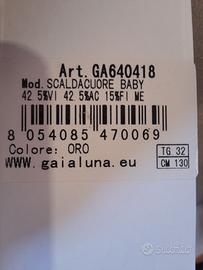 Art. GA640418
Mod. SCALDACUORE BABY
42 5%VI 42 5%AC 15%FI ME
8 054085 470069
Colore: ORO
TG 32
www.gaialuna.eu
CM 130
subito